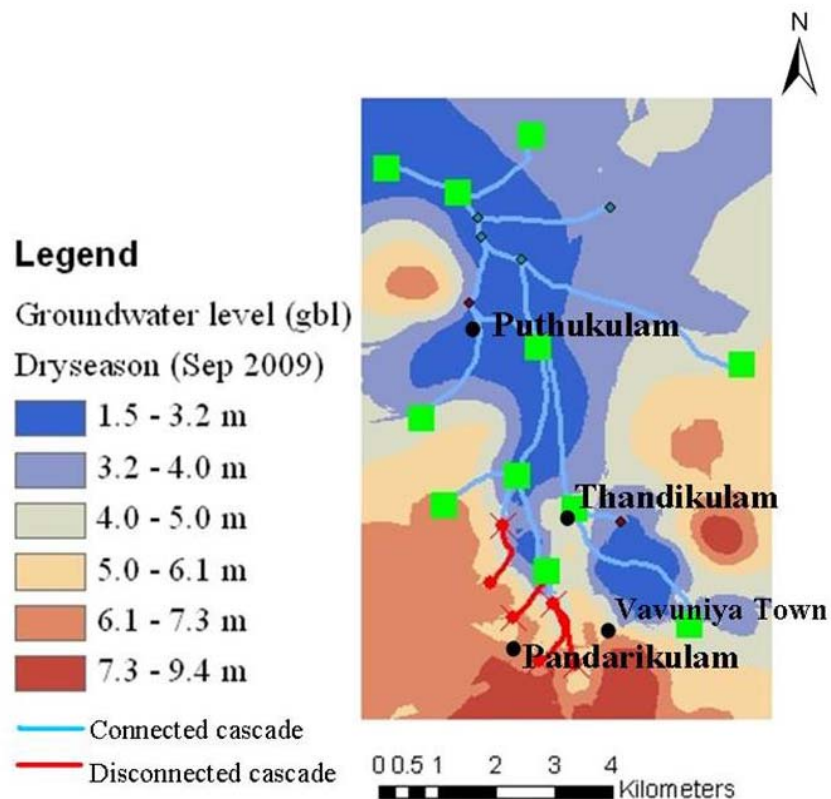 N
Legend
Groundwater level (gbl)
Dryseason (Sep 2009)
1.5 - 3.2 m
3.2 - 4.0 m
4.0 - 5.0 m
5.0 - 6.1 m
6.1 - 7.3 m
7.3 - 9.4 m
Connected cascade
Disconnected cascade
Puthukulam
Thandikulam
Vavuniya Town
Pandarikulam
0 0.5 1 2 3 4
Kilometers